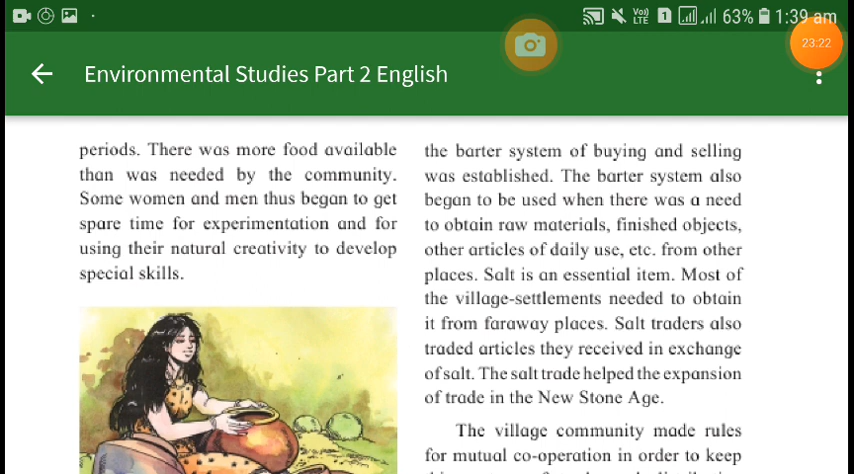 Vo)
LTE
1
63%
1:39 am
23:22
Environmental Studies Part 2 English
periods. There was more food available
than was needed by the community.
Some women and men thus began to get
spare time for experimentation and for
using their natural creativity to develop
special skills.
the barter system of buying and selling
was established. The barter system also
began to be used when there was a need
to obtain raw materials, finished objects,
other articles of daily use, etc. from other
places. Salt is an essential item. Most of
the village-settlements needed to obtain
it from faraway places. Salt traders also
traded articles they received in exchange
of salt. The salt trade helped the expansion
of trade in the New Stone Age.
The village community made rules
for mutual co-operation in order to keep